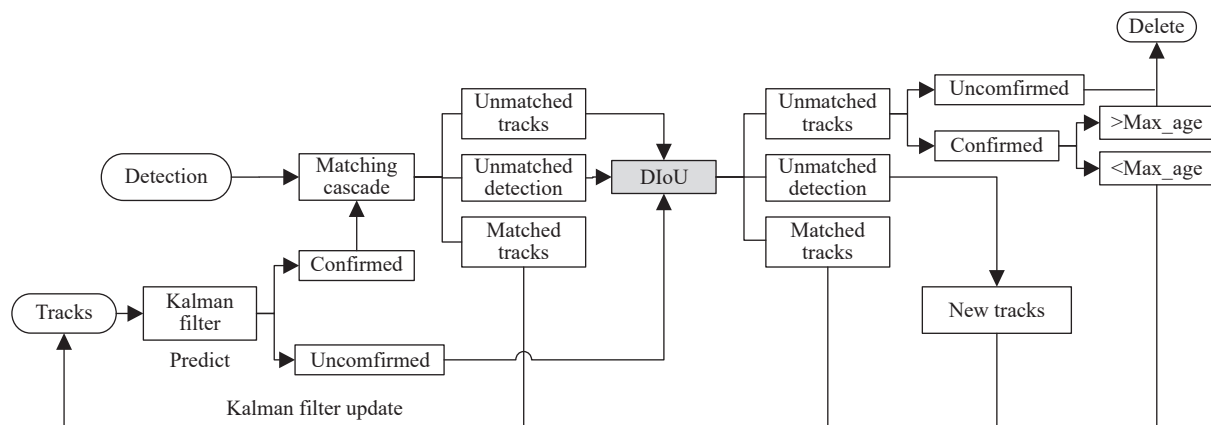 Delete
Unmatched
tracks
Unmatched
tracks
Uncomfirmed
>Max_age
Confirmed
Detection
Matching
cascade
Unmatched
detection
DIoU
Unmatched
detection
<Max_age
Matched
tracks
Matched
tracks
Confirmed
Tracks
Kalman
filter
New tracks
Predict
Uncomfirmed
Kalman filter update